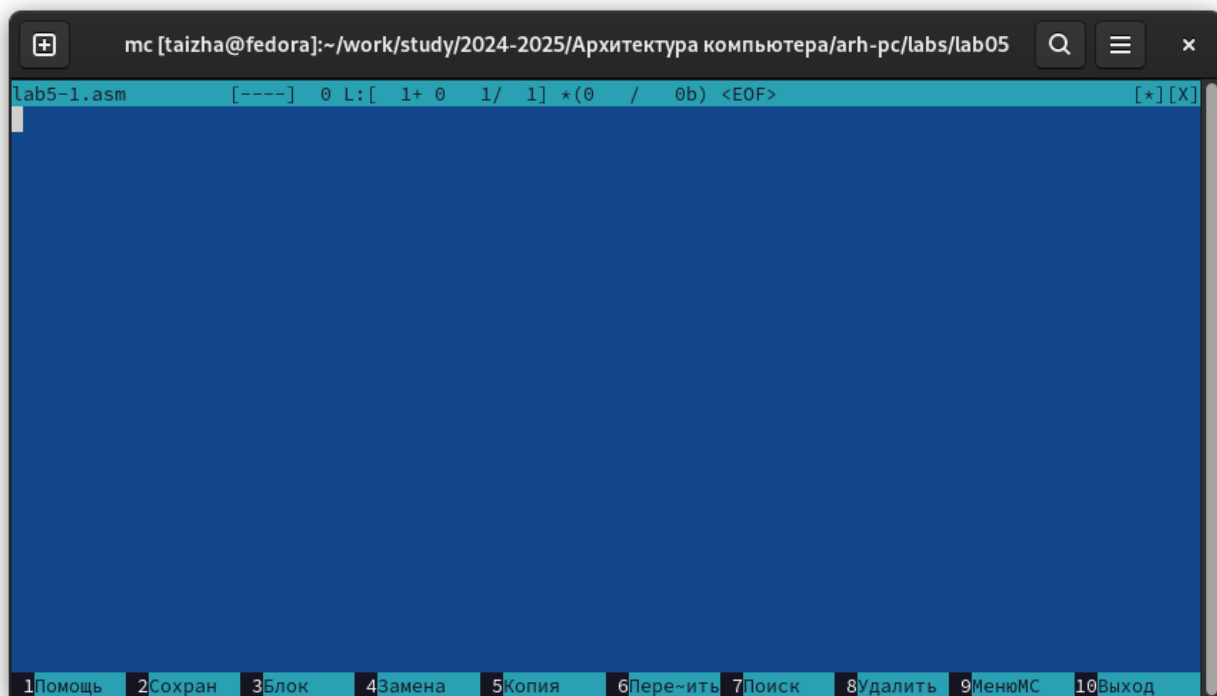 mc [taizha@fedora]:~/work/study/2024-2025/Архитектура компьютера/arh-pc/labs/lab05
lab5-1.asm [----] 0 L:[ 1+ 0 1/ 1] *(0 / 0b) <EOF> [*][X]
1Помощь 2Сохран 3Блок 4Замена 5Копия 6Пере~ить 7Поиск 8Удалить 9МенюMC 10Выход